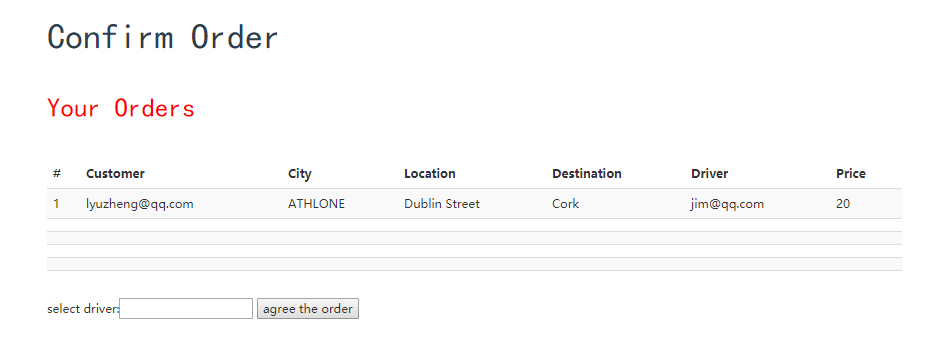 Confirm Order
Your Orders
# Customer City Location Destination Driver Price
1 lyuzheng@qq.com ATHLONE Dublin Street Cork jim@qq.com 20
select driver: agree the order